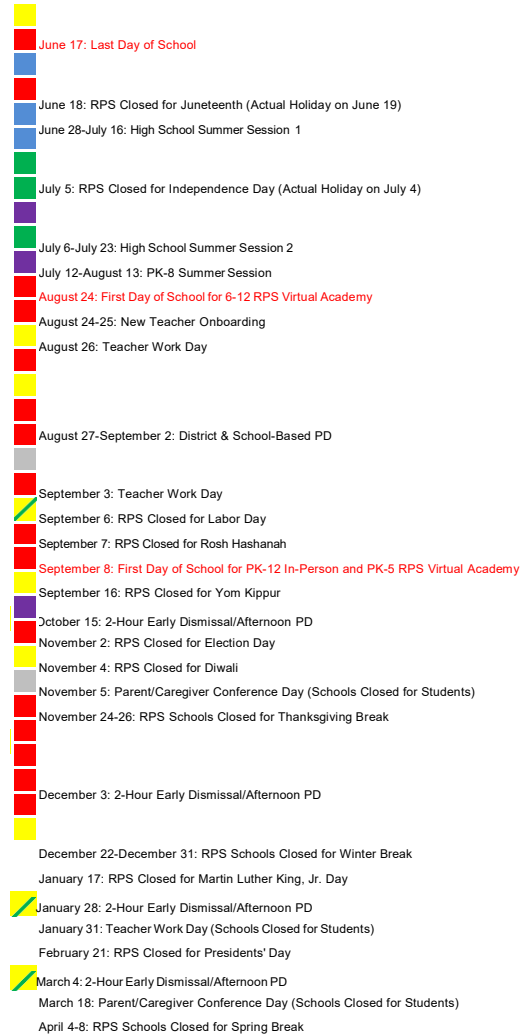 June 17: Last Day of School
June 18: RPS Closed for Juneteenth (Actual Holiday on June 19)
June 28-July 16: High School Summer Session 1
July 5: RPS Closed for Independence Day (Actual Holiday on July 4)
July 6-July 23: High School Summer Session 2
July 12-August 13: PK-8 Summer Session
August 24: First Day of School for 6-12 RPS Virtual Academy
August 24-25: New Teacher Onboarding
August 26: Teacher Work Day
August 27-September 2: District & School-Based PD
September 3: Teacher Work Day
September 6: RPS Closed for Labor Day
September 7: RPS Closed for Rosh Hashanah
September 8: First Day of School for PK-12 In-Person and PK-5 RPS Virtual Academy
September 16: RPS Closed for Yom Kippur
October 15: 2-Hour Early Dismissal/Afternoon PD
November 2: RPS Closed for Election Day
November 4: RPS Closed for Diwali
November 5: Parent/Caregiver Conference Day (Schools Closed for Students)
November 24-26: RPS Schools Closed for Thanksgiving Break
December 3: 2-Hour Early Dismissal/Afternoon PD
December 22-December 31: RPS Schools Closed for Winter Break
January 17: RPS Closed for Martin Luther King, Jr. Day
January 28: 2-Hour Early Dismissal/Afternoon PD
January 31: Teacher Work Day (Schools Closed for Students)
February 21: RPS Closed for Presidents' Day
March 4: 2-Hour Early Dismissal/Afternoon PD
March 18: Parent/Caregiver Conference Day (Schools Closed for Students)
April 4-8: RPS Schools Closed for Spring Break